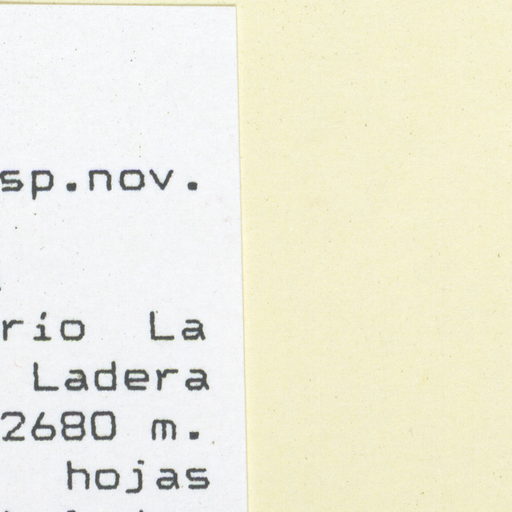 sp.nov.
río La
Ladera
2680 m.
hojas